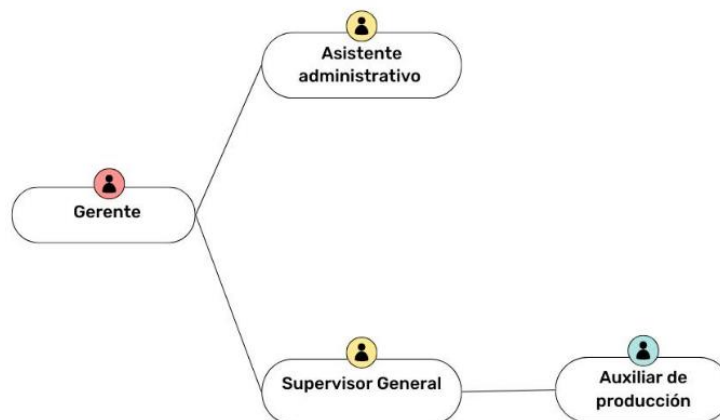 Asistente
administrativo
Gerente
Supervisor General
Auxiliar de
producción